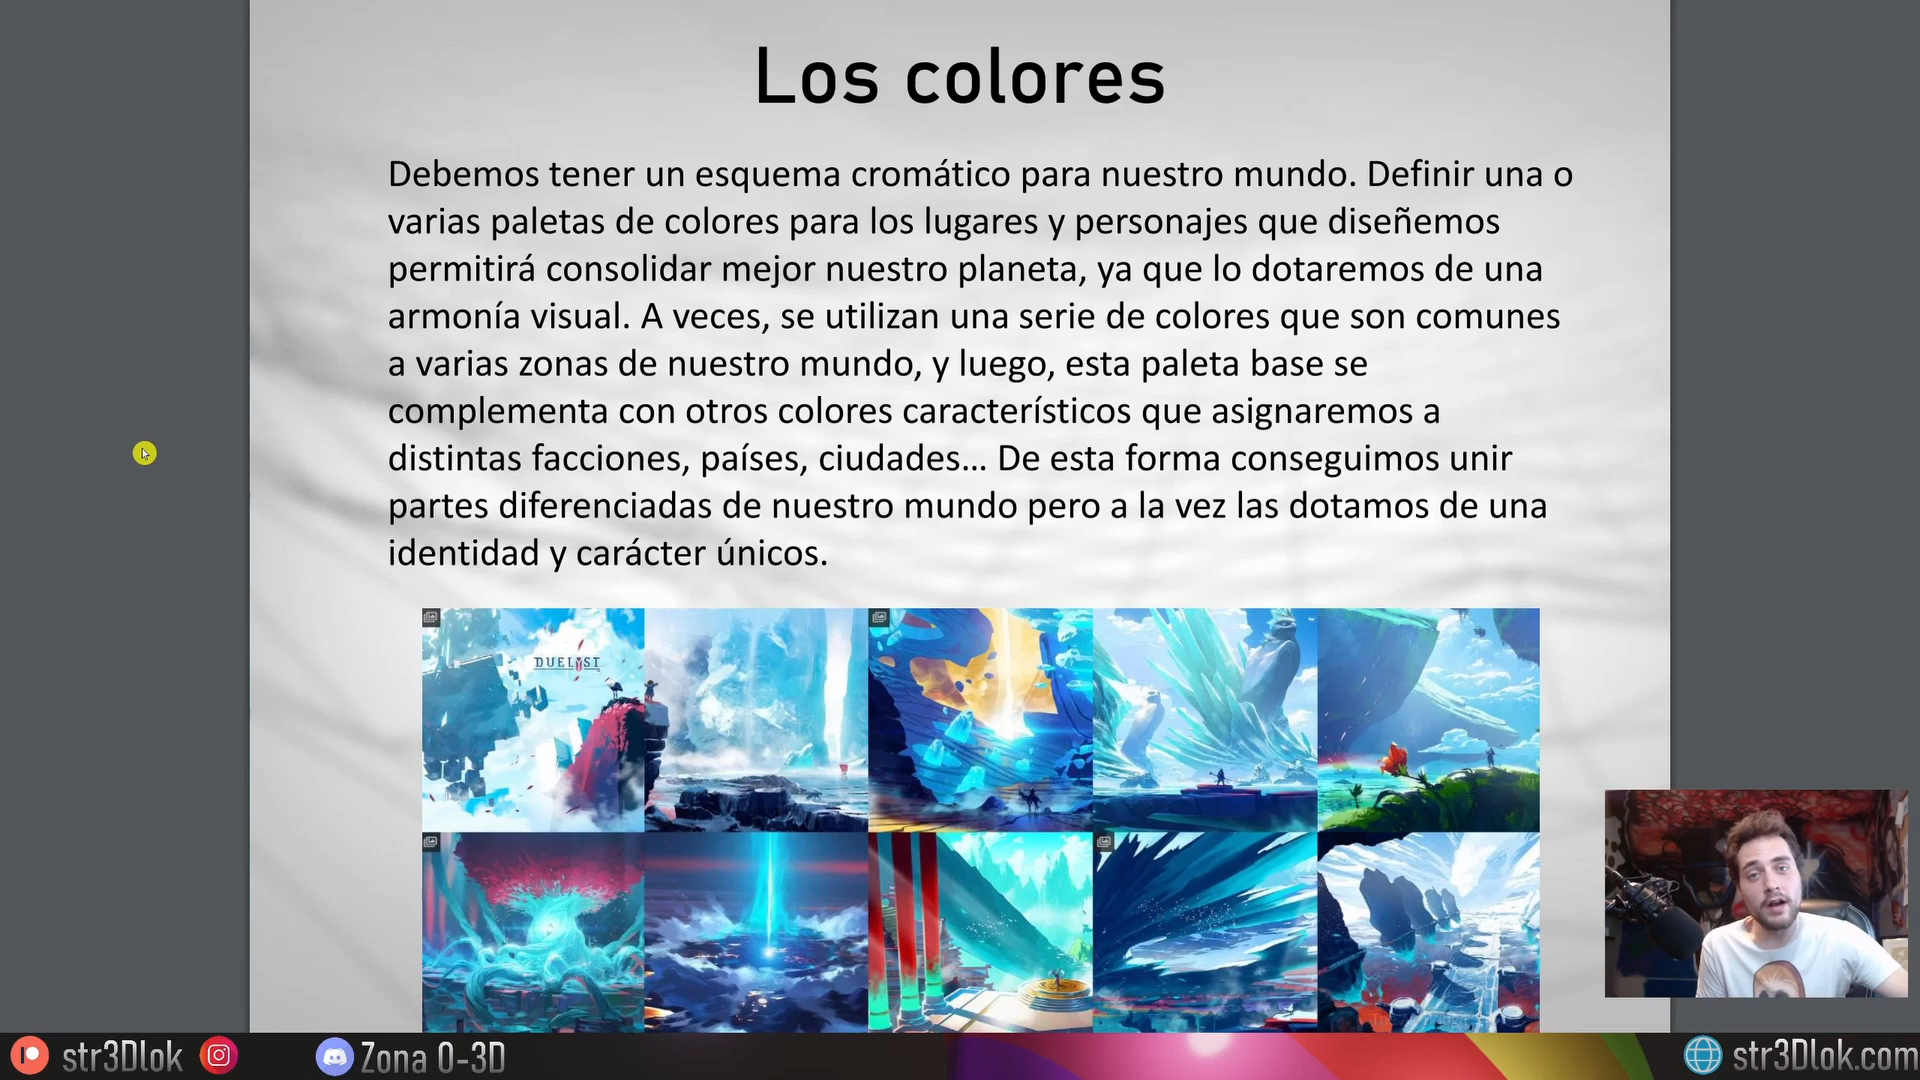 Los colores
Debemos tener un esquema cromático para nuestro mundo. Definir una o
varias paletas de colores para los lugares y personajes que diseñemos
permitirá consolidar mejor nuestro planeta, ya que lo dotaremos de una
armonía visual. A veces, se utilizan una serie de colores que son comunes
a varias zonas de nuestro mundo, y luego, esta paleta base se
complementa con otros colores característicos que asignaremos a
distintas facciones, países, ciudades... De esta forma conseguimos unir
partes diferenciadas de nuestro mundo pero a la vez las dotamos de una
identidad y carácter únicos.
DUELYST
str3Dlok
Zona 0-3D
str3Dlok.com